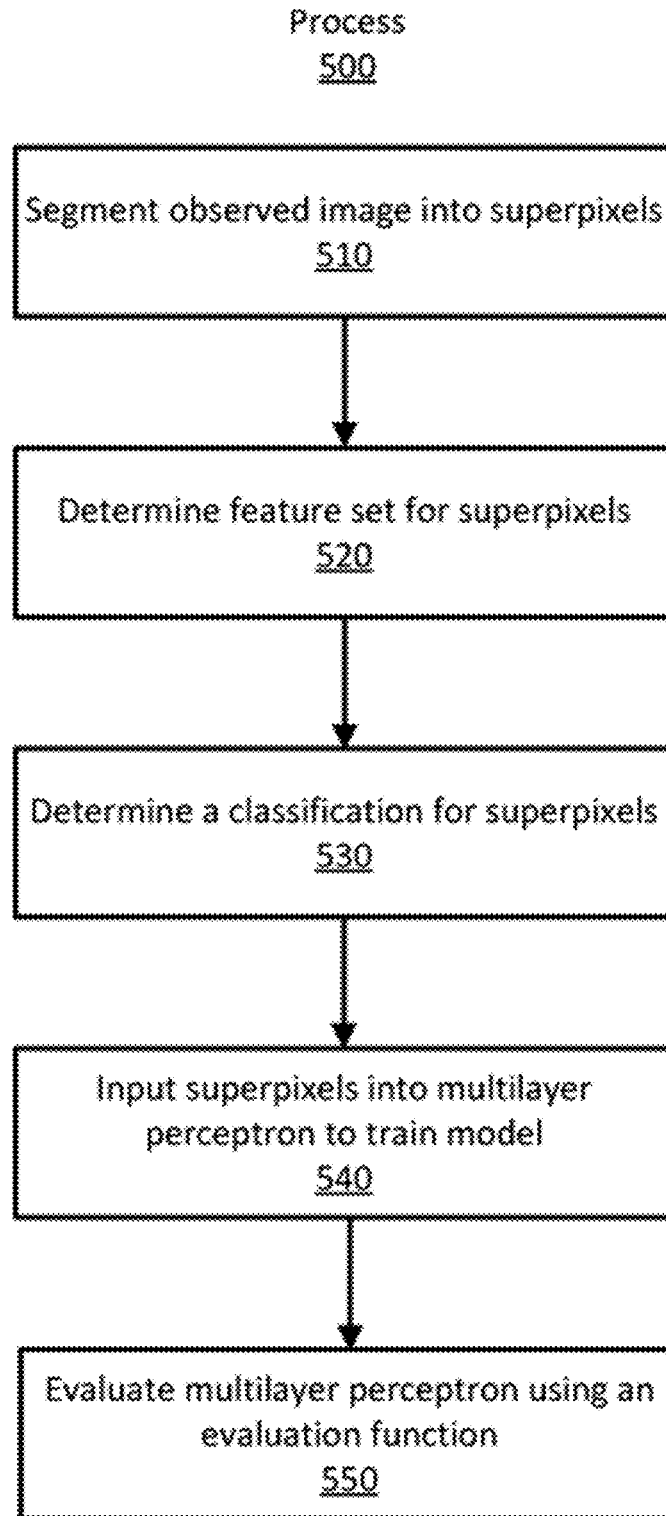 Process
500
Segment observed image into superpixels
510
Determine feature set for superpixels
520
Determine a classification for superpixels
530
Input superpixels into multilayer
perceptron to train model
540
Evaluate multilayer perceptron using an
evaluation function
550